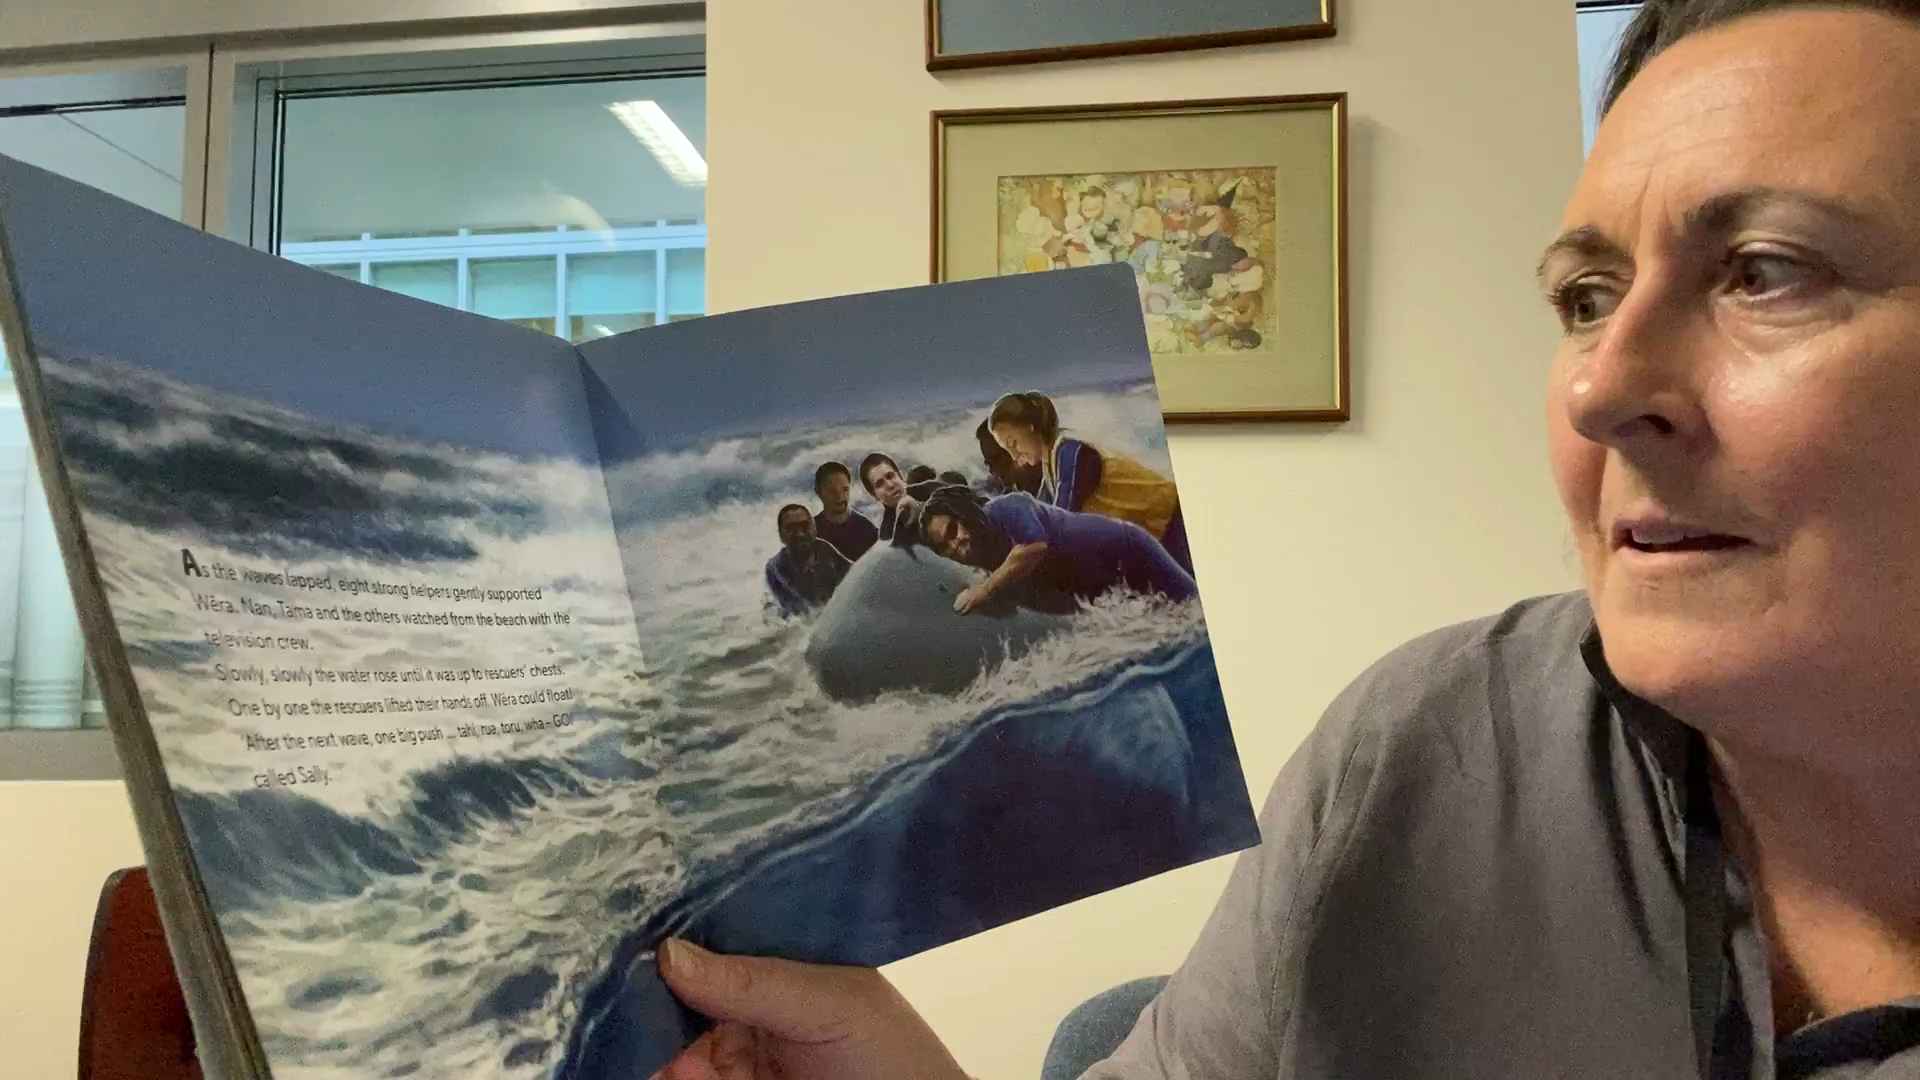 As the waves lapped, eight strong helpers gently supported
Wēra. Nan, Tama and the others watched from the beach with the
television crew.
Slowly, slowly the water rose until it was up to rescuers' chests.
One by one the rescuers lifted their hands off. Wēra could float!
'After the next wave, one big push ... tahi, rua, toru, wha – GO!'
called Sally.